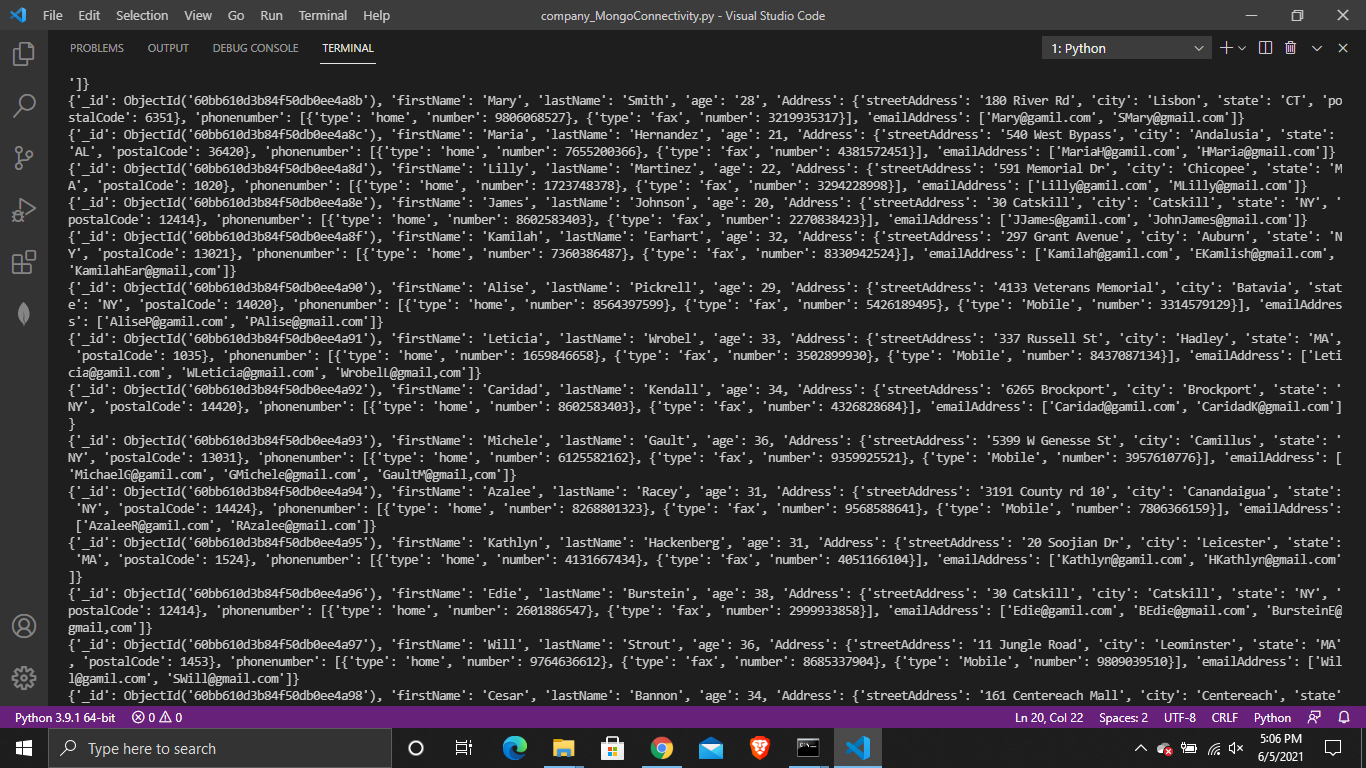 File Edit Selection View Go Run Terminal Help company_MongoConnectivity.py - Visual Studio Code
PROBLEMS OUTPUT DEBUG CONSOLE TERMINAL 1: Python
']}
{'_id': ObjectId('60bb610d3b84f50db0ee4a8b'), 'firstName': 'Mary', 'lastName': 'Smith', 'age': '28', 'Address': {'streetAddress': '180 River Rd', 'city': 'Lisbon', 'state': 'CT', 'po
stalCode': 6351}, 'phonenumber': [{'type': 'home', 'number': 9806068527}, {'type': 'fax', 'number': 3219935317}], 'emailAddress': ['Mary@gamil.com', 'SMary@gmail.com']}
{'_id': ObjectId('60bb610d3b84f50db0ee4a8c'), 'firstName': 'Maria', 'lastName': 'Hernandez', 'age': 21, 'Address': {'streetAddress': '540 West Bypass', 'city': 'Andalusia', 'state':
'AL', 'postalCode': 36420}, 'phonenumber': [{'type': 'home', 'number': 7655200366}, {'type': 'fax', 'number': 4381572451}], 'emailAddress': ['MariaH@gamil.com', 'HMaria@gmail.com']}
{'_id': ObjectId('60bb610d3b84f50db0ee4a8d'), 'firstName': 'Lilly', 'lastName': 'Martinez', 'age': 22, 'Address': {'streetAddress': '591 Memorial Dr', 'city': 'Chicopee', 'state': 'M
A', 'postalCode': 1020}, 'phonenumber': [{'type': 'home', 'number': 1723748378}, {'type': 'fax', 'number': 3294228998}], 'emailAddress': ['Lilly@gamil.com', 'MLilly@gmail.com']}
{'_id': ObjectId('60bb610d3b84f50db0ee4a8e'), 'firstName': 'James', 'lastName': 'Johnson', 'age': 20, 'Address': {'streetAddress': '30 Catskill', 'city': 'Catskill', 'state': 'NY', '
postalCode': 12414}, 'phonenumber': [{'type': 'home', 'number': 8602583403}, {'type': 'fax', 'number': 2270838423}], 'emailAddress': ['JJames@gamil.com', 'JohnJames@gmail.com']}
{'_id': ObjectId('60bb610d3b84f50db0ee4a8f'), 'firstName': 'Kamilah', 'lastName': 'Earhart', 'age': 32, 'Address': {'streetAddress': '297 Grant Avenue', 'city': 'Auburn', 'state': 'N
Y', 'postalCode': 13021}, 'phonenumber': [{'type': 'home', 'number': 7360386487}, {'type': 'fax', 'number': 8330942524}], 'emailAddress': ['Kamilah@gamil.com', 'EKamlish@gmail.com',
'KamilahEar@gmail,com']}
{'_id': ObjectId('60bb610d3b84f50db0ee4a90'), 'firstName': 'Alise', 'lastName': 'Pickrell', 'age': 29, 'Address': {'streetAddress': '4133 Veterans Memorial', 'city': 'Batavia', 'stat
e': 'NY', 'postalCode': 14020}, 'phonenumber': [{'type': 'home', 'number': 8564397599}, {'type': 'fax', 'number': 5426189495}, {'type': 'Mobile', 'number': 3314579129}], 'emailAddres
s': ['AliseP@gamil.com', 'PAlise@gmail.com']}
{'_id': ObjectId('60bb610d3b84f50db0ee4a91'), 'firstName': 'Leticia', 'lastName': 'Wrobel', 'age': 33, 'Address': {'streetAddress': '337 Russell St', 'city': 'Hadley', 'state': 'MA',
'postalCode': 1035}, 'phonenumber': [{'type': 'home', 'number': 1659846658}, {'type': 'fax', 'number': 3502899930}, {'type': 'Mobile', 'number': 8437087134}], 'emailAddress': ['Leti
cia@gamil.com', 'WLeticia@gmail.com', 'WrobelL@gmail,com']}
{'_id': ObjectId('60bb610d3b84f50db0ee4a92'), 'firstName': 'Caridad', 'lastName': 'Kendall', 'age': 34, 'Address': {'streetAddress': '6265 Brockport', 'city': 'Brockport', 'state': '
NY', 'postalCode': 14420}, 'phonenumber': [{'type': 'home', 'number': 8602583403}, {'type': 'fax', 'number': 4326828684}], 'emailAddress': ['Caridad@gamil.com', 'CaridadK@gmail.com']
}
{'_id': ObjectId('60bb610d3b84f50db0ee4a93'), 'firstName': 'Michele', 'lastName': 'Gault', 'age': 36, 'Address': {'streetAddress': '5399 W Genesse St', 'city': 'Camillus', 'state': '
NY', 'postalCode': 13031}, 'phonenumber': [{'type': 'home', 'number': 6125582162}, {'type': 'fax', 'number': 9359925521}, {'type': 'Mobile', 'number': 3957610776}], 'emailAddress': [
'MichaelG@gamil.com', 'GMichele@gmail.com', 'GaultM@gmail,com']}
{'_id': ObjectId('60bb610d3b84f50db0ee4a94'), 'firstName': 'Azalee', 'lastName': 'Racey', 'age': 31, 'Address': {'streetAddress': '3191 County rd 10', 'city': 'Canandaigua', 'state':
'NY', 'postalCode': 14424}, 'phonenumber': [{'type': 'home', 'number': 8268801323}, {'type': 'fax', 'number': 9568588641}, {'type': 'Mobile', 'number': 7806366159}], 'emailAddress':
['AzaleeR@gamil.com', 'RAzalee@gmail.com']}
{'_id': ObjectId('60bb610d3b84f50db0ee4a95'), 'firstName': 'Kathlyn', 'lastName': 'Hackenberg', 'age': 31, 'Address': {'streetAddress': '20 Soojian Dr', 'city': 'Leicester', 'state':
'MA', 'postalCode': 1524}, 'phonenumber': [{'type': 'home', 'number': 4131667434}, {'type': 'fax', 'number': 4051166104}], 'emailAddress': ['Kathlyn@gamil.com', 'HKathlyn@gmail.com'
]}
{'_id': ObjectId('60bb610d3b84f50db0ee4a96'), 'firstName': 'Edie', 'lastName': 'Burstein', 'age': 38, 'Address': {'streetAddress': '30 Catskill', 'city': 'Catskill', 'state': 'NY', '
postalCode': 12414}, 'phonenumber': [{'type': 'home', 'number': 2601886547}, {'type': 'fax', 'number': 2999933858}], 'emailAddress': ['Edie@gamil.com', 'BEdie@gmail.com', 'BursteinE@
gmail,com']}
{'_id': ObjectId('60bb610d3b84f50db0ee4a97'), 'firstName': 'Will', 'lastName': 'Strout', 'age': 36, 'Address': {'streetAddress': '11 Jungle Road', 'city': 'Leominster', 'state': 'MA'
, 'postalCode': 1453}, 'phonenumber': [{'type': 'home', 'number': 9764636612}, {'type': 'fax', 'number': 8685337904}, {'type': 'Mobile', 'number': 9809039510}], 'emailAddress': ['Wil
l@gamil.com', 'SWill@gmail.com']}
{'_id': ObjectId('60bb610d3b84f50db0ee4a98'), 'firstName': 'Cesar', 'lastName': 'Bannon', 'age': 34, 'Address': {'streetAddress': '161 Centereach Mall', 'city': 'Centereach', 'state'
Python 3.9.1 64-bit 0 0 Ln 20, Col 22 Spaces: 2 UTF-8 CRLF Python
Type here to search
5:06 PM
6/5/2021